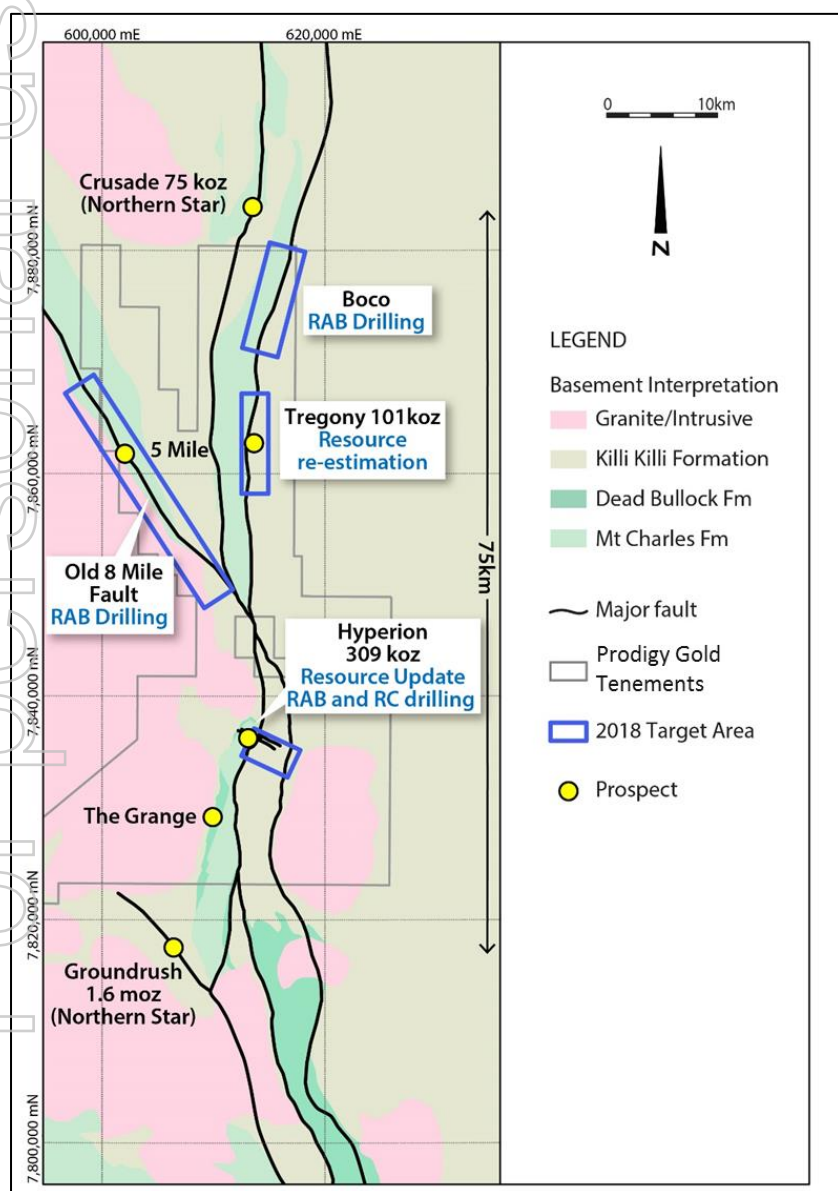 600,000 mE
620,000 mE
0
10km
Crusade 75 koz
(Northern Star)
N
7,880,000 mN
Boco
RAB Drilling
LEGEND
Basement Interpretation
Granite/Intrusive
Tregony 101koz
Resource
re-estimation
5 Mile
Killi Killi Formation
7,860,000 mN
Dead Bullock Fm
Mt Charles Fm
75km
Old 8 Mile
Fault
RAB Drilling
Major fault
Hyperion
309 koz
Resource Update
RAB and RC drilling
Prodigy Gold
Tenements
7,840,000 mN
2018 Target Area
Prospect
The Grange
7,820,000 mN
Groundrush
1.6 moz
(Northern Star)
7,800,000 mN